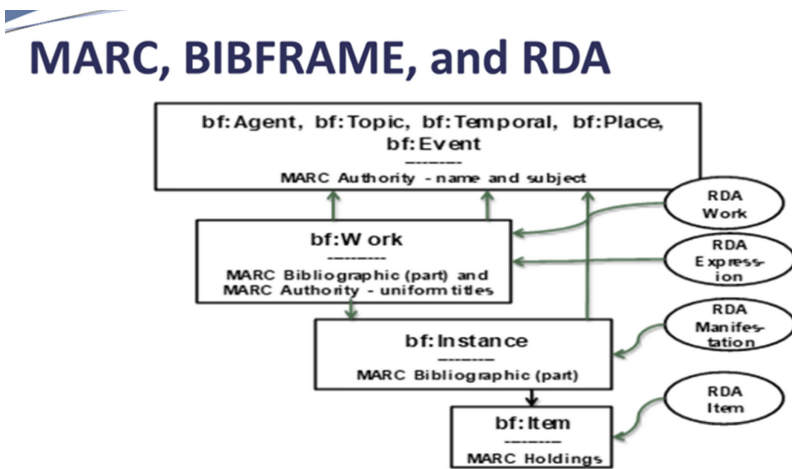 MARC, BIBFRAME, and RDA
bf:Agent, bf:Topic, bf:Temporal, bf:Place,
bf:Event
----------
MARC Authority - name and subject
RDA
Work
bf:Work
----------
MARC Bibliographic (part) and
MARC Authority - uniform titles
RDA
Express-
ion
bf:Instance
----------
MARC Bibliographic (part)
RDA
Manifes-
tation
bf:Item
----------
MARC Holdings
RDA
Item